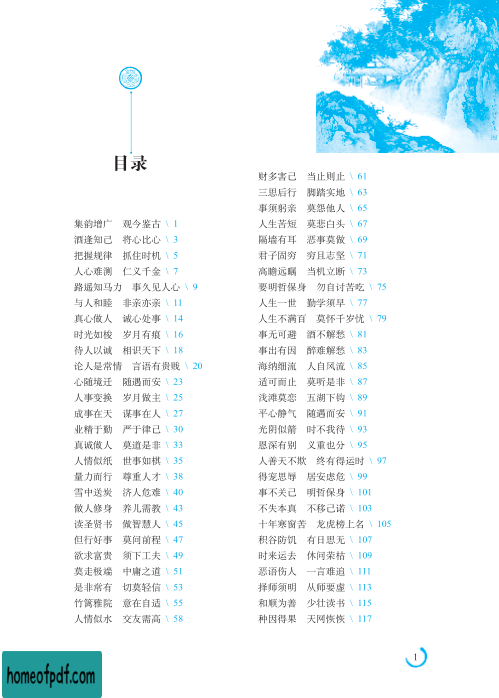 目录
集韵增广 观今鉴古 \ 1
酒逢知己 将心比心 \ 3
把握规律 抓住时机 \ 5
人心难测 仁义千金 \ 7
路遥知马力 事久见人心 \ 9
与人和睦 非亲亦亲 \ 11
真心做人 诚心处事 \ 14
时光如梭 岁月有痕 \ 16
待人以诚 相识天下 \ 18
论人是常情 言语有贵贱 \ 20
心随境迁 随遇而安 \ 23
人事变换 岁月做主 \ 25
成事在天 谋事在人 \ 27
业精于勤 严于律己 \ 30
真诚做人 莫道是非 \ 33
人情似纸 世事如棋 \ 35
量力而行 尊重人才 \ 38
雪中送炭 济人危难 \ 40
做人修身 养儿需教 \ 43
读圣贤书 做智慧人 \ 45
但行好事 莫问前程 \ 47
欲求富贵 须下工夫 \ 49
莫走极端 中庸之道 \ 51
是非常有 切莫轻信 \ 53
竹篱雅院 意在自适 \ 55
人情似水 交友需高 \ 58
财多害己 当止则止 \ 61
三思后行 脚踏实地 \ 63
事须躬亲 莫怨他人 \ 65
人生苦短 莫悲白头 \ 67
隔墙有耳 恶事莫做 \ 69
君子固穷 穷且志坚 \ 71
高瞻远瞩 当机立断 \ 73
要明哲保身 勿自讨苦吃 \ 75
人生一世 勤学须早 \ 77
人生不满百 莫怀千岁忧 \ 79
事无可避 酒不解愁 \ 81
事出有因 醉难解愁 \ 83
海纳细流 人自风流 \ 85
适可而止 莫听是非 \ 87
浅滩莫恋 五湖下钩 \ 89
平心静气 随遇而安 \ 91
光阴似箭 时不我待 \ 93
恩深有别 义重也分 \ 95
人善天不欺 终有得运时 \ 97
得宠思辱 居安虑危 \ 99
事不关己 明哲保身 \ 101
不失本真 不移己诺 \ 103
十年寒窗苦 龙虎榜上名 \ 105
积谷防饥 有日思无 \ 107
时来运去 休问荣枯 \ 109
恶语伤人 一言难追 \ 111
择师须明 从师要虚 \ 113
和顺为善 少壮读书 \ 115
种因得果 天网恢恢 \ 117
1
homeofpdf.com